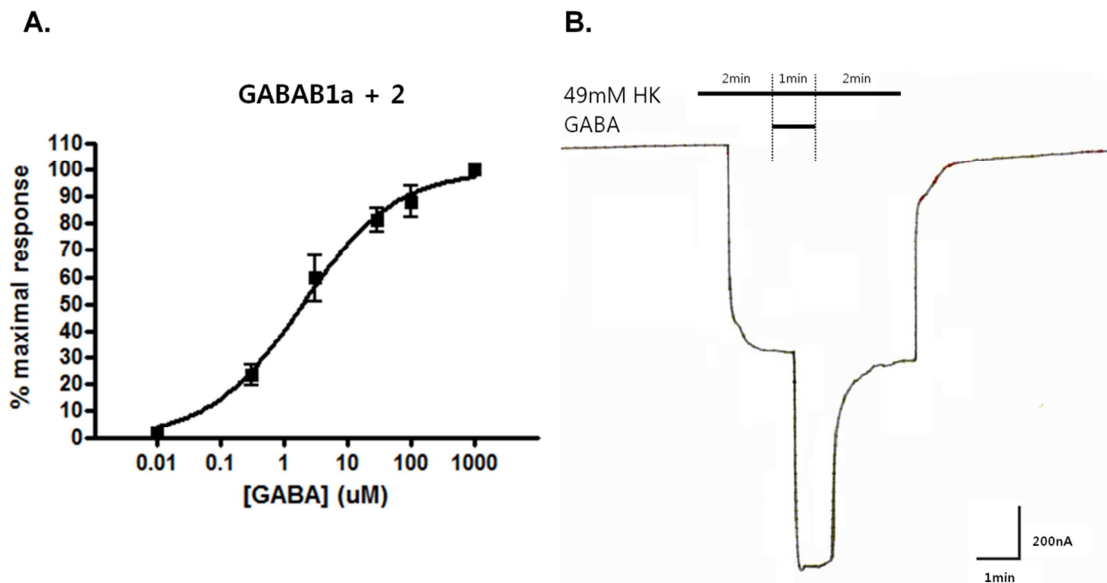 A.
GABAB1a + 2
% maximal response
110
100
90
80
70
60
50
40
30
20
10
0
0.01 0.1 1 10 100 1000
[GABA] (uM)
B.
2min 1min 2min
49mM HK
GABA
200nA
1min